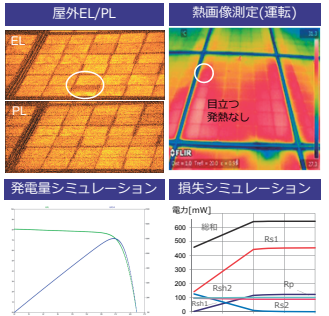 屋外EL/PL
熱画像測定(運転)
EL
PL
目立つ
発熱なし
FLIR
発電量シミュレーション
損失シミュレーション
電力[mW]
600
500
400
300
200
100
0
総和
Rs1
Rsh2
Rp
Rsh1
Rs2